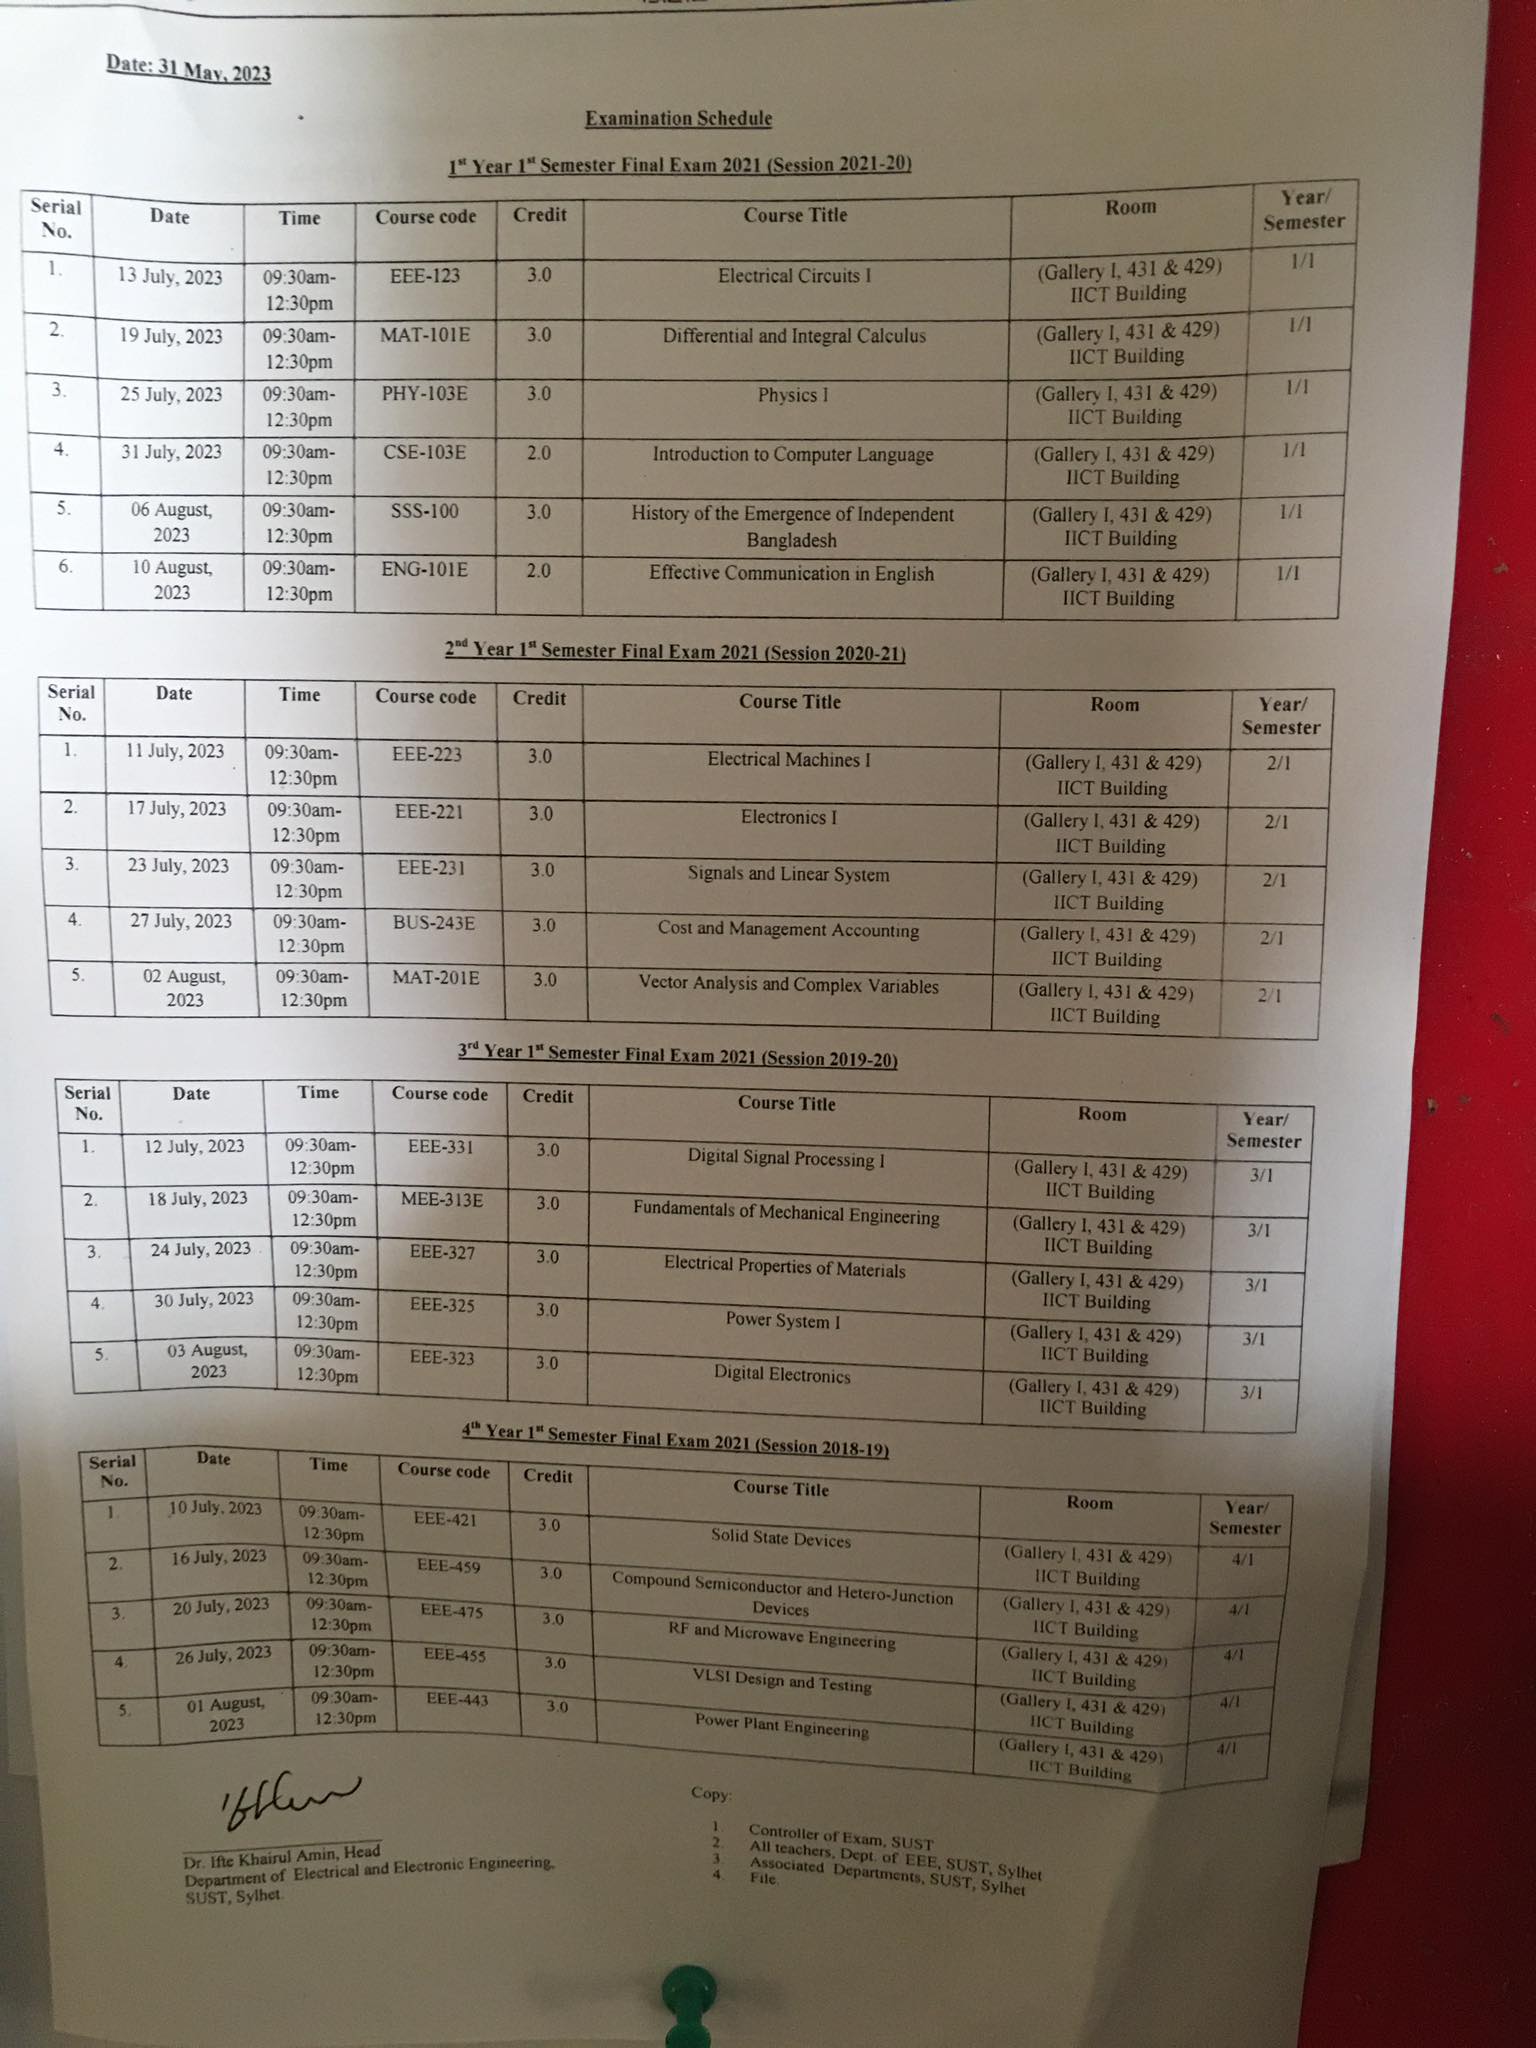 Date: 31 May, 2023
Examination Schedule
1st Year 1st Semester Final Exam 2021 (Session 2021-20)
Serial No. Date Time Course code Credit Course Title Room Year/ Semester
1. 13 July, 2023 09:30am-12:30pm EEE-123 3.0 Electrical Circuits I (Gallery I, 431 & 429) IICT Building 1/1
2. 19 July, 2023 09:30am-12:30pm MAT-101E 3.0 Differential and Integral Calculus (Gallery I, 431 & 429) IICT Building 1/1
3. 25 July, 2023 09:30am-12:30pm PHY-103E 3.0 Physics I (Gallery I, 431 & 429) IICT Building 1/1
4. 31 July, 2023 09:30am-12:30pm CSE-103E 2.0 Introduction to Computer Language (Gallery I, 431 & 429) IICT Building 1/1
5. 06 August, 2023 09:30am-12:30pm SSS-100 3.0 History of the Emergence of Independent Bangladesh (Gallery I, 431 & 429) IICT Building 1/1
6. 10 August, 2023 09:30am-12:30pm ENG-101E 2.0 Effective Communication in English (Gallery I, 431 & 429) IICT Building 1/1
2nd Year 1st Semester Final Exam 2021 (Session 2020-21)
Serial No. Date Time Course code Credit Course Title Room Year/ Semester
1. 11 July, 2023 09:30am-12:30pm EEE-223 3.0 Electrical Machines I (Gallery I, 431 & 429) IICT Building 2/1
2. 17 July, 2023 09:30am-12:30pm EEE-221 3.0 Electronics I (Gallery I, 431 & 429) IICT Building 2/1
3. 23 July, 2023 09:30am-12:30pm EEE-231 3.0 Signals and Linear System (Gallery I, 431 & 429) IICT Building 2/1
4. 27 July, 2023 09:30am-12:30pm BUS-243E 3.0 Cost and Management Accounting (Gallery I, 431 & 429) IICT Building 2/1
5. 02 August, 2023 09:30am-12:30pm MAT-201E 3.0 Vector Analysis and Complex Variables (Gallery I, 431 & 429) IICT Building 2/1
3rd Year 1st Semester Final Exam 2021 (Session 2019-20)
Serial No. Date Time Course code Credit Course Title Room Year/ Semester
1. 12 July, 2023 09:30am-12:30pm EEE-331 3.0 Digital Signal Processing I (Gallery I, 431 & 429) IICT Building 3/1
2. 18 July, 2023 09:30am-12:30pm MEE-313E 3.0 Fundamentals of Mechanical Engineering (Gallery I, 431 & 429) IICT Building 3/1
3. 24 July, 2023 09:30am-12:30pm EEE-327 3.0 Electrical Properties of Materials (Gallery I, 431 & 429) IICT Building 3/1
4. 30 July, 2023 09:30am-12:30pm EEE-325 3.0 Power System I (Gallery I, 431 & 429) IICT Building 3/1
5. 03 August, 2023 09:30am-12:30pm EEE-323 3.0 Digital Electronics (Gallery I, 431 & 429) IICT Building 3/1
4th Year 1st Semester Final Exam 2021 (Session 2018-19)
Serial No. Date Time Course code Credit Course Title Room Year/ Semester
1. 10 July, 2023 09:30am-12:30pm EEE-421 3.0 Solid State Devices (Gallery I, 431 & 429) IICT Building 4/1
2. 16 July, 2023 09:30am-12:30pm EEE-459 3.0 Compound Semiconductor and Hetero-Junction Devices (Gallery I, 431 & 429) IICT Building 4/1
3. 20 July, 2023 09:30am-12:30pm EEE-475 3.0 RF and Microwave Engineering (Gallery I, 431 & 429) IICT Building 4/1
4. 26 July, 2023 09:30am-12:30pm EEE-455 3.0 VLSI Design and Testing (Gallery I, 431 & 429) IICT Building 4/1
5. 01 August, 2023 09:30am-12:30pm EEE-443 3.0 Power Plant Engineering (Gallery I, 431 & 429) IICT Building 4/1
Dr. Ifte Khairul Amin, Head
Department of Electrical and Electronic Engineering,
SUST, Sylhet.
Copy:
1. Controller of Exam, SUST
2. All teachers, Dept. of EEE, SUST, Sylhet
3. Associated Departments, SUST, Sylhet
4. File.